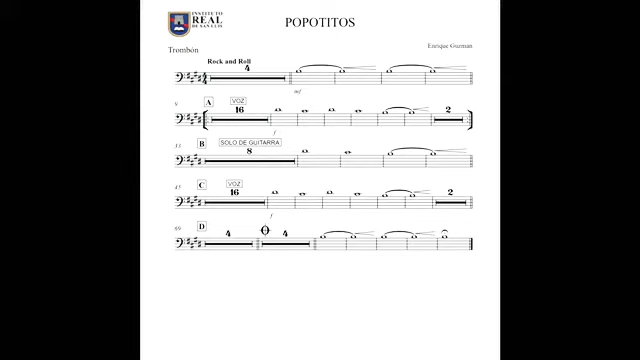 INSTITUTO
REAL
DE SAN LUIS
POPOTITOS
Trombón
Enrique Guzman
Rock and Roll
4
mf
9
A
VOZ
16
2
f
33
B
SOLO DE GUITARRA
8
45
C
VOZ
16
2
f
69
D
4
4